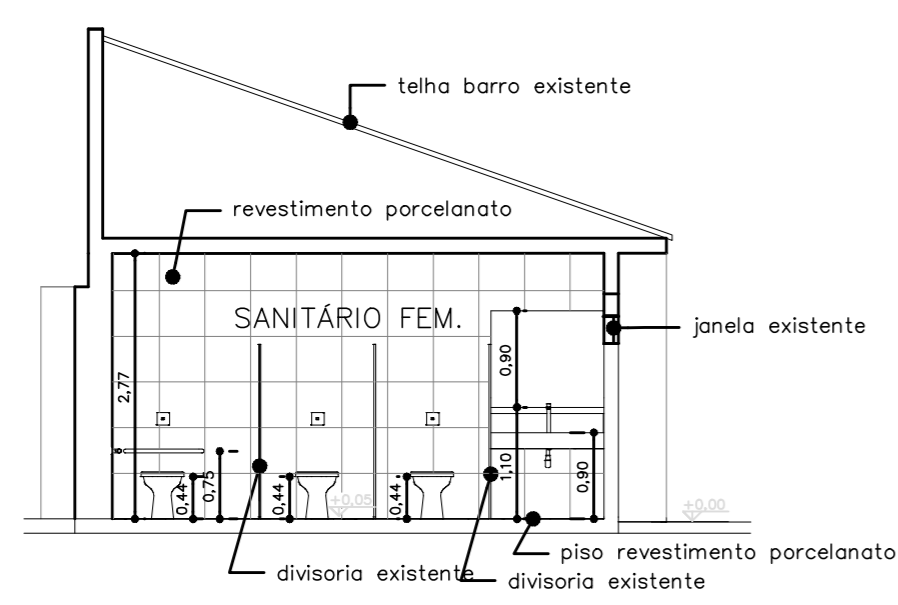 telha barro existente
revestimento porcelanato
SANITÁRIO FEM.
janela existente
0,90
2,77
1,10
0,90
0,44
0,75
0,44
0,44
+0,05
+0,00
piso revestimento porcelanato
divisoria existente
divisoria existente